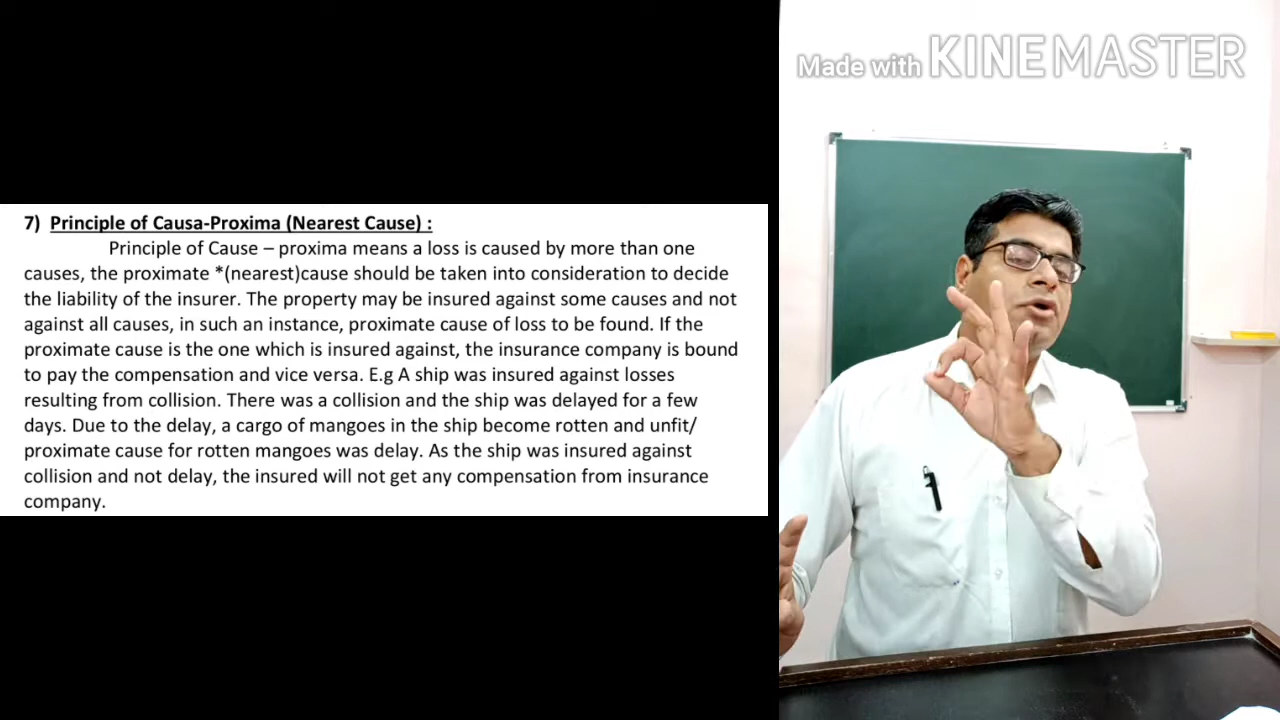 7) Principle of Causa-Proxima (Nearest Cause) :
Principle of Cause – proxima means a loss is caused by more than one
causes, the proximate *(nearest)cause should be taken into consideration to decide
the liability of the insurer. The property may be insured against some causes and not
against all causes, in such an instance, proximate cause of loss to be found. If the
proximate cause is the one which is insured against, the insurance company is bound
to pay the compensation and vice versa. E.g A ship was insured against losses
resulting from collision. There was a collision and the ship was delayed for a few
days. Due to the delay, a cargo of mangoes in the ship become rotten and unfit/
proximate cause for rotten mangoes was delay. As the ship was insured against
collision and not delay, the insured will not get any compensation from insurance
company.
Made with KINEMASTER